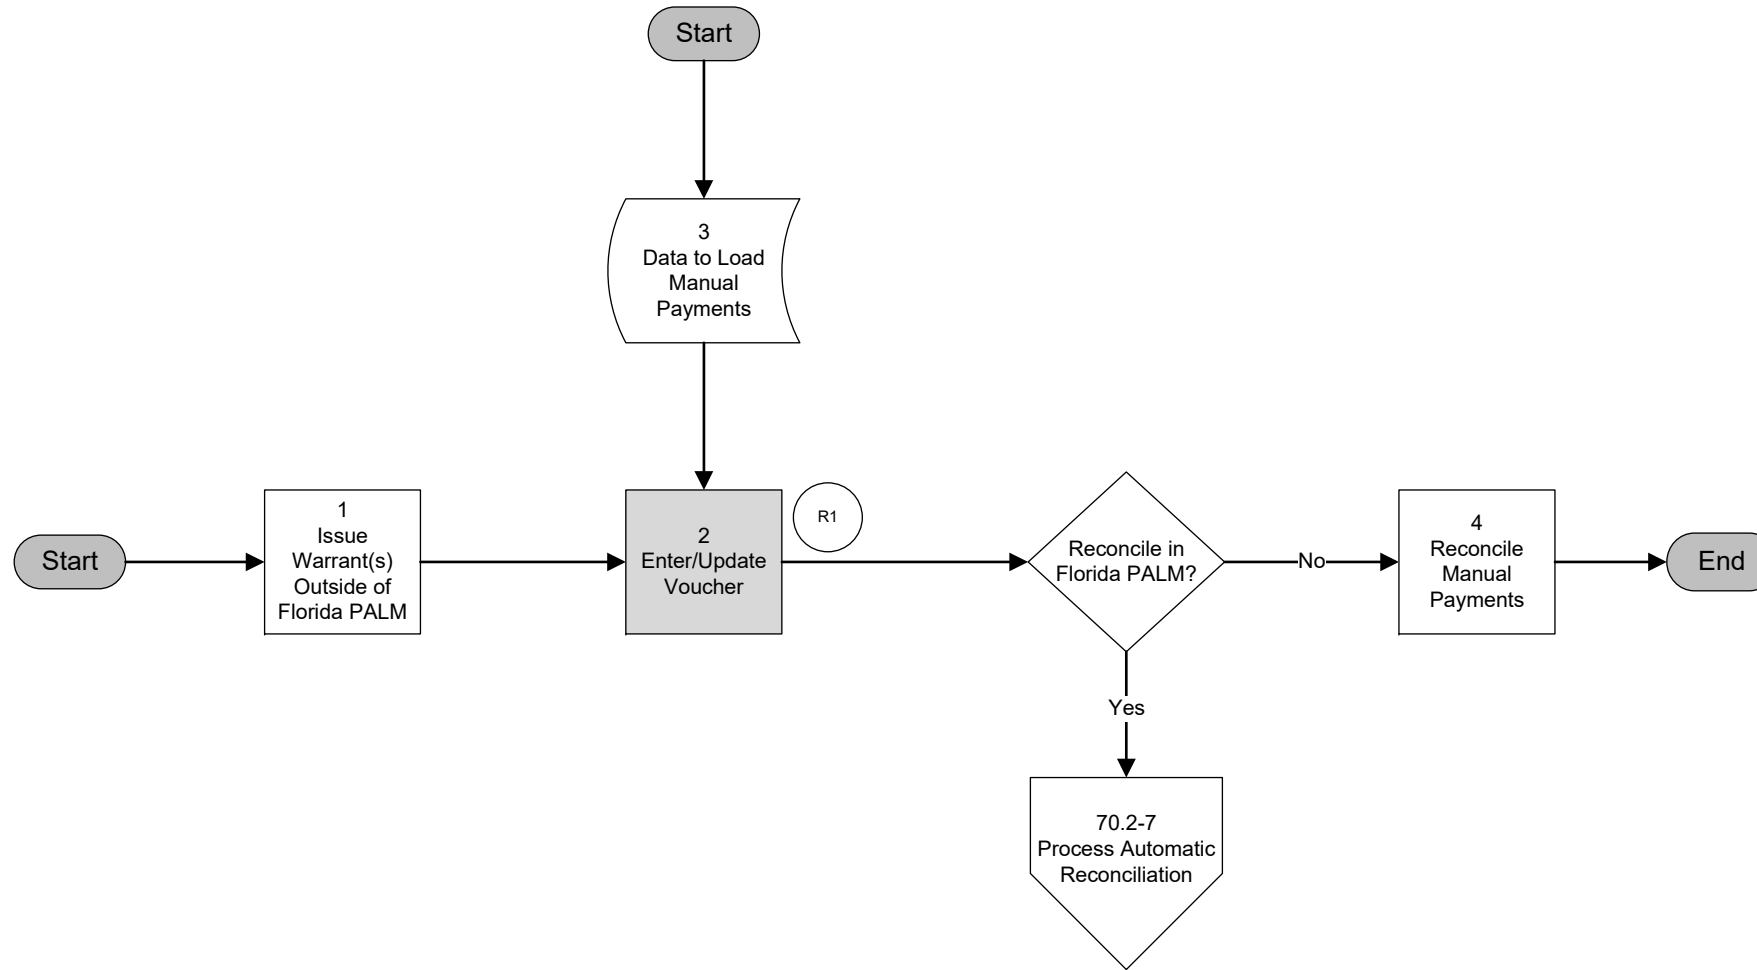 Start
3
Data to Load
Manual
Payments
Start
1
Issue
Warrant(s)
Outside of
Florida PALM
2
Enter/Update
Voucher
R1
Reconcile in
Florida PALM?
No
4
Reconcile
Manual
Payments
End
Yes
70.2-7
Process Automatic
Reconciliation